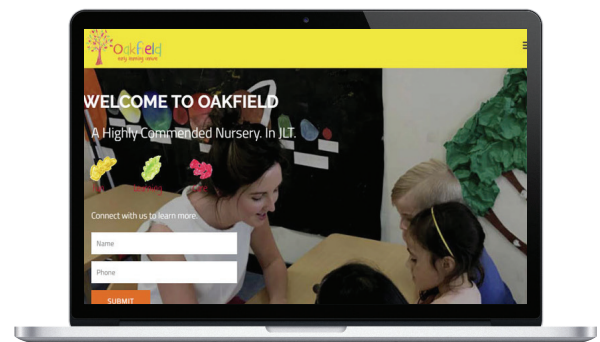 Oakfield
early learning centre
WELCOME TO OAKFIELD
A Highly Commended Nursery. In JLT.
Connect with us to learn more.
Name
Phone
SUBMIT